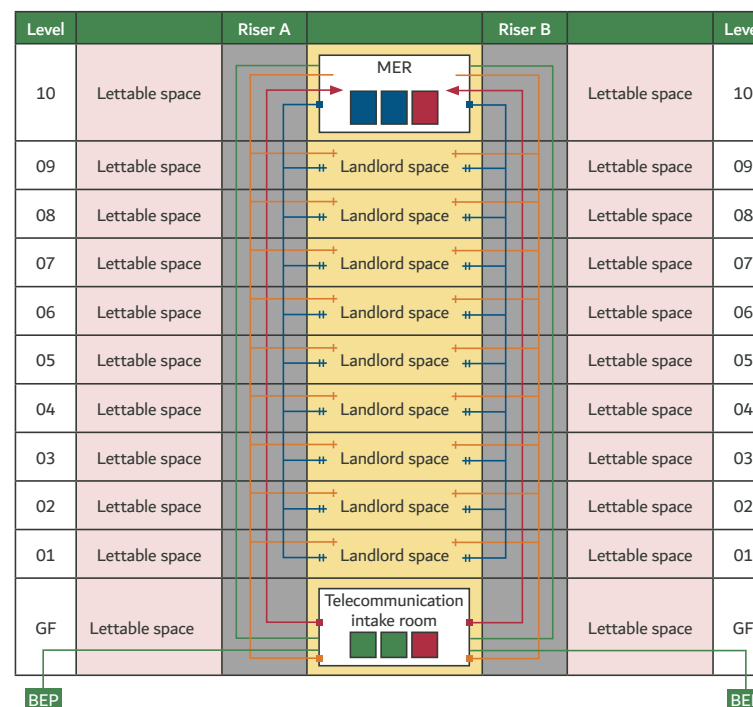 Level Riser A Riser B Leve
10 Lettable space MER Lettable space 10
09 Lettable space Landlord space Lettable space 09
08 Lettable space Landlord space Lettable space 08
07 Lettable space Landlord space Lettable space 07
06 Lettable space Landlord space Lettable space 06
05 Lettable space Landlord space Lettable space 05
04 Lettable space Landlord space Lettable space 04
03 Lettable space Landlord space Lettable space 03
02 Lettable space Landlord space Lettable space 02
01 Lettable space Landlord space Lettable space 01
GF Lettable space Telecommunication
intake room Lettable space GF
BEP BEP